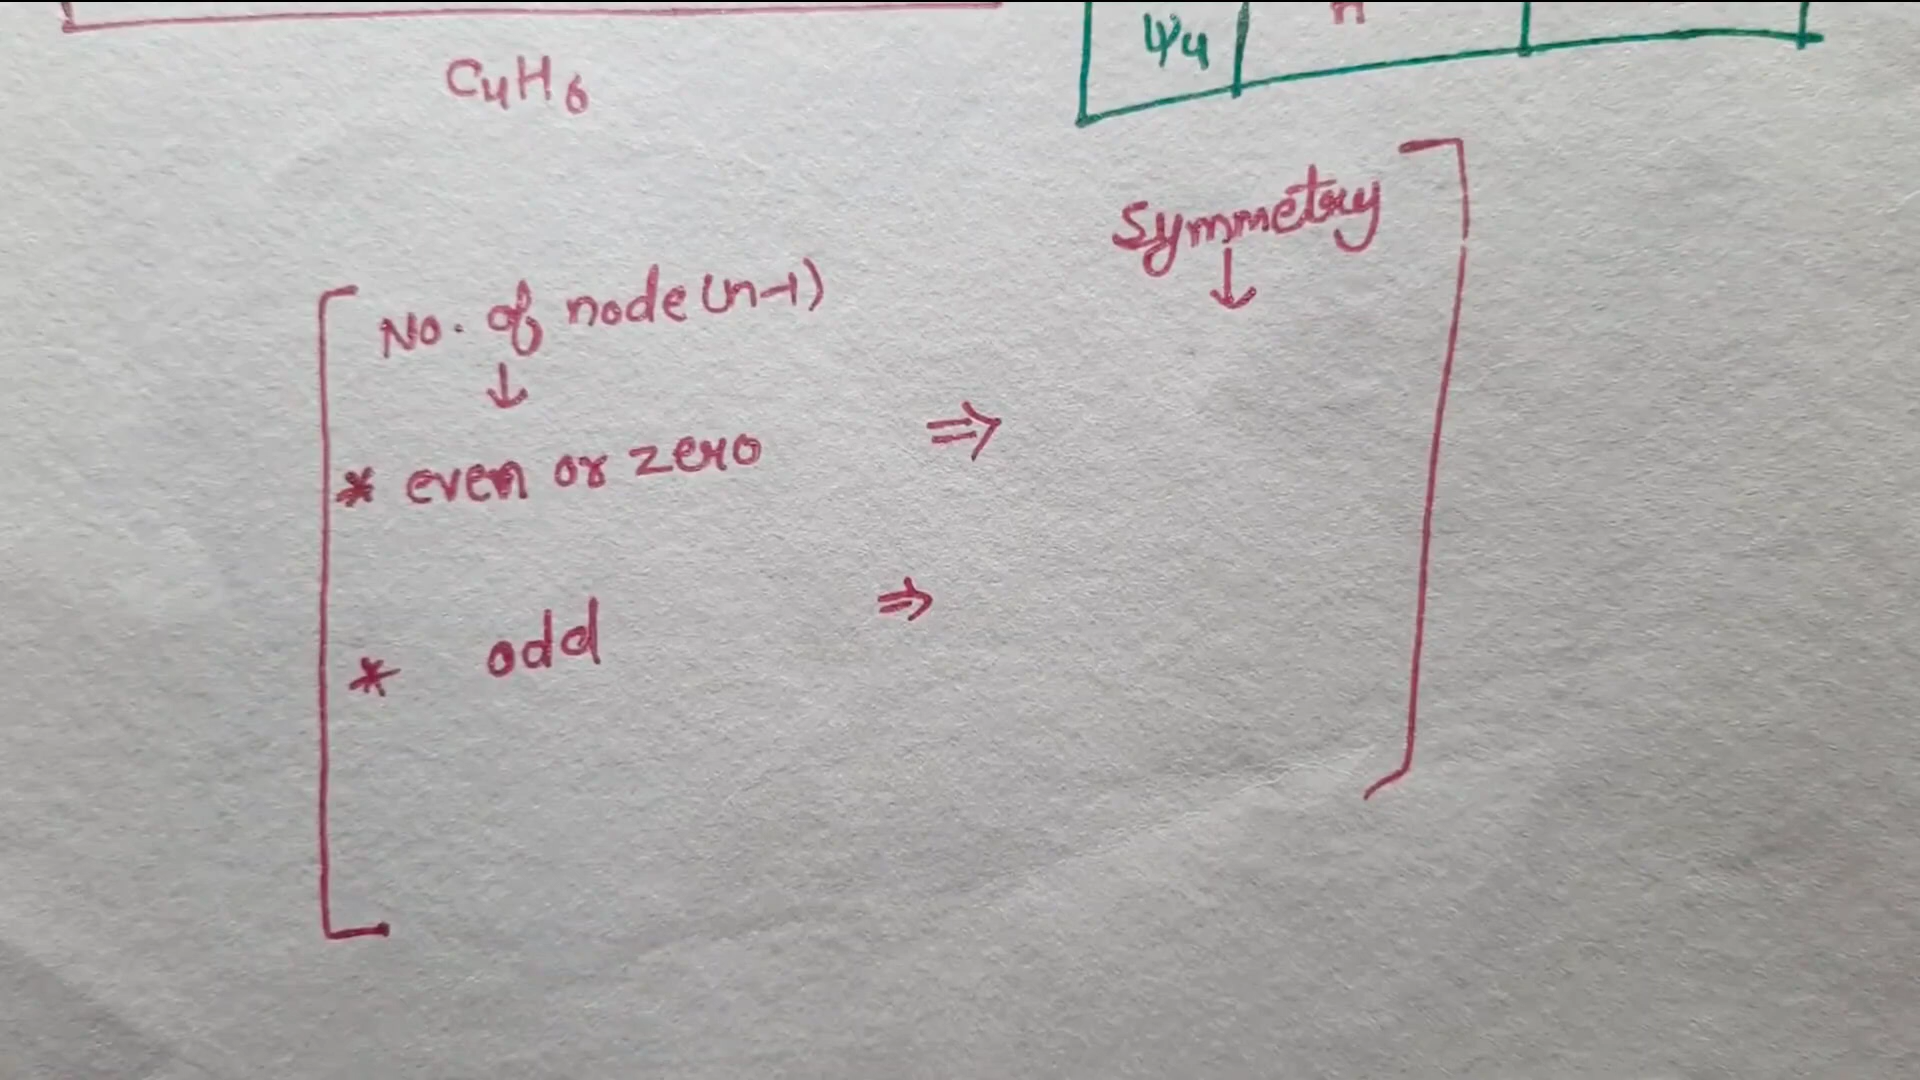 ψ4
C4H6
Symmetry
↓
No. of node (n-1)
↓
* even or zero ⇒
* odd ⇒